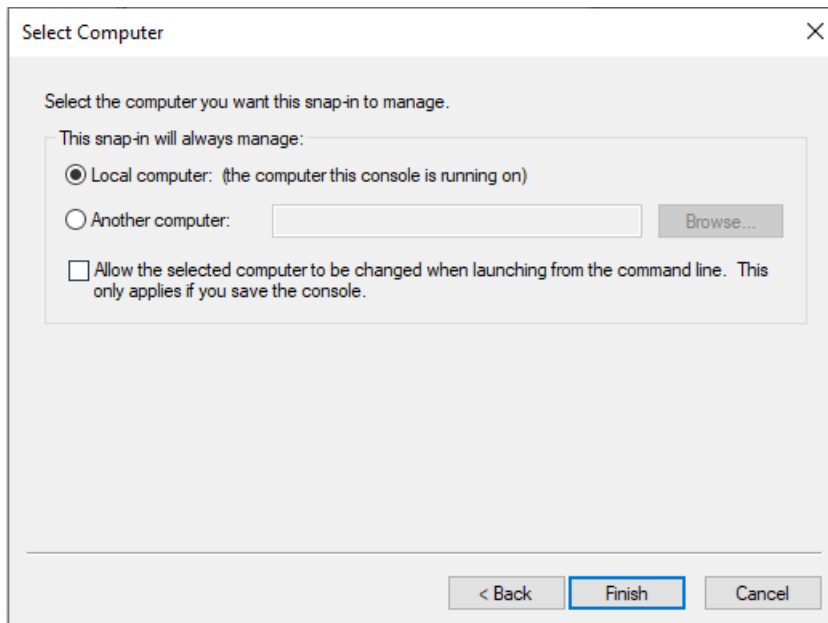 Select Computer
Select the computer you want this snap-in to manage.
This snap-in will always manage:
Local computer:  (the computer this console is running on)
Another computer:
Browse...
Allow the selected computer to be changed when launching from the command line.  This
only applies if you save the console.
< Back
Finish
Cancel